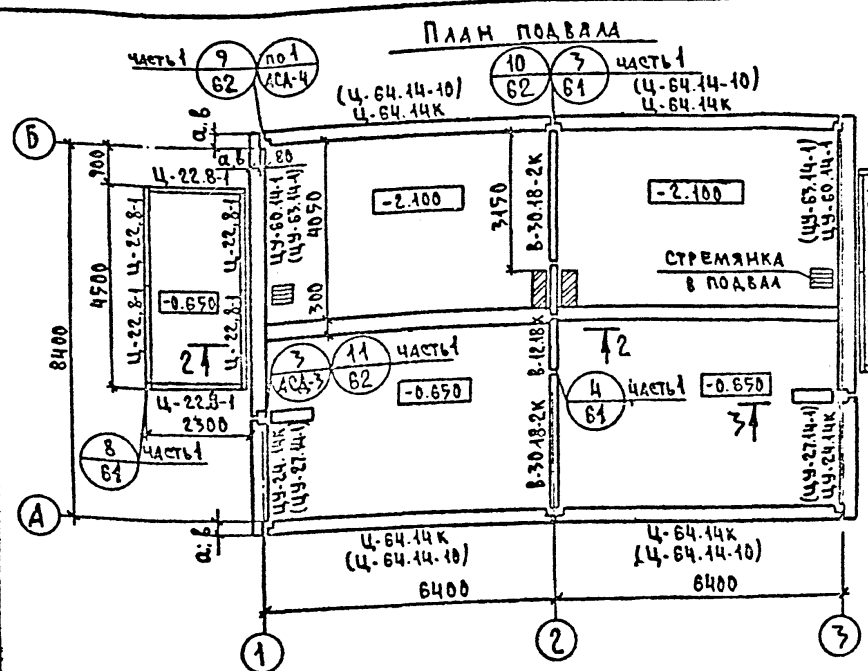 План подвала
часть 1
9
62
по 1
АСД-4
10
62
3
61
часть 1
(Ц-64.14-10)
Ц-64.14к
(Ц-64.14-10)
Ц-64.14к
Б
а, в
а, в
п. 80
900
Ц-22.8-1
ЦУ-60.14-1
(ЦУ-63.14-1)
4050
-2.100
3150
В-30.18-2к
-2.100
(ЦУ-63.14-1)
ЦУ-60.14-1
8400
4500
Ц-22.8-1
Ц-22.8-1
-0.650
Ц-22.8-1
Ц-22.8-1
стремянка
в подвал
300
2
3
АСД-3
11
62
часть 1
В-12.18к
2
Ц-22.8-1
2300
-0.650
4
61
часть 1
-0.650
3
8
61
часть 1
ЦУ-24.14к
(ЦУ-27.14-1)
В-30.18-2к
(ЦУ-27.14-1)
ЦУ-24.14к
А
а, в
Ц-64.14к
(Ц-64.14-10)
Ц-64.14к
(Ц-64.14-10)
6400
6400
1
2
3